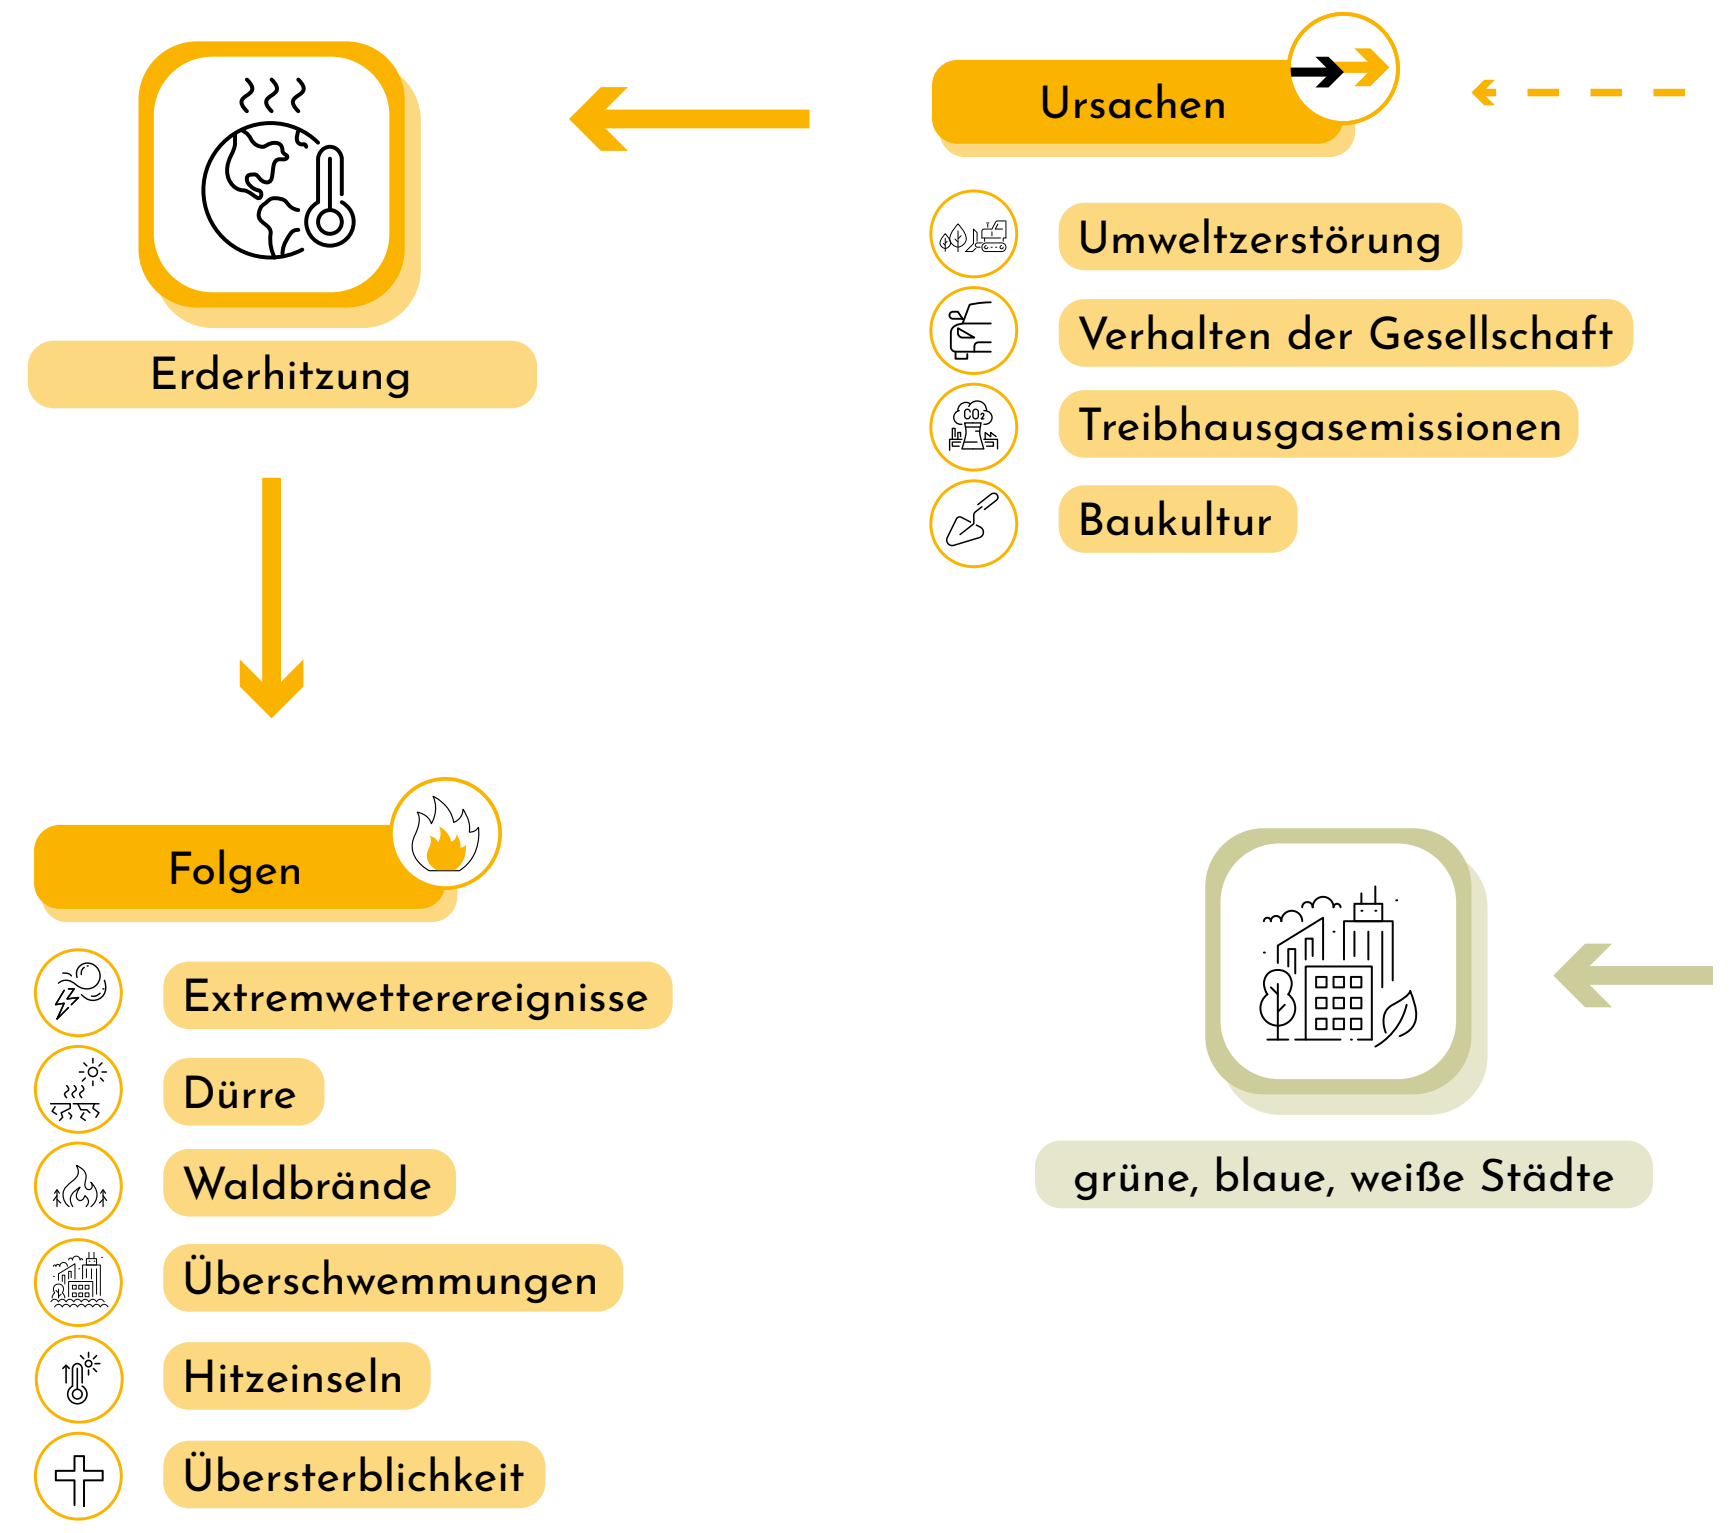 Erderhitzung
Ursachen
Umweltzerstörung
Verhalten der Gesellschaft
CO₂
Treibhausgasemissionen
Baukultur
Folgen
Extremwetterereignisse
Dürre
Waldbrände
Überschwemmungen
Hitzeinseln
Übersterblichkeit
grüne, blaue, weiße Städte